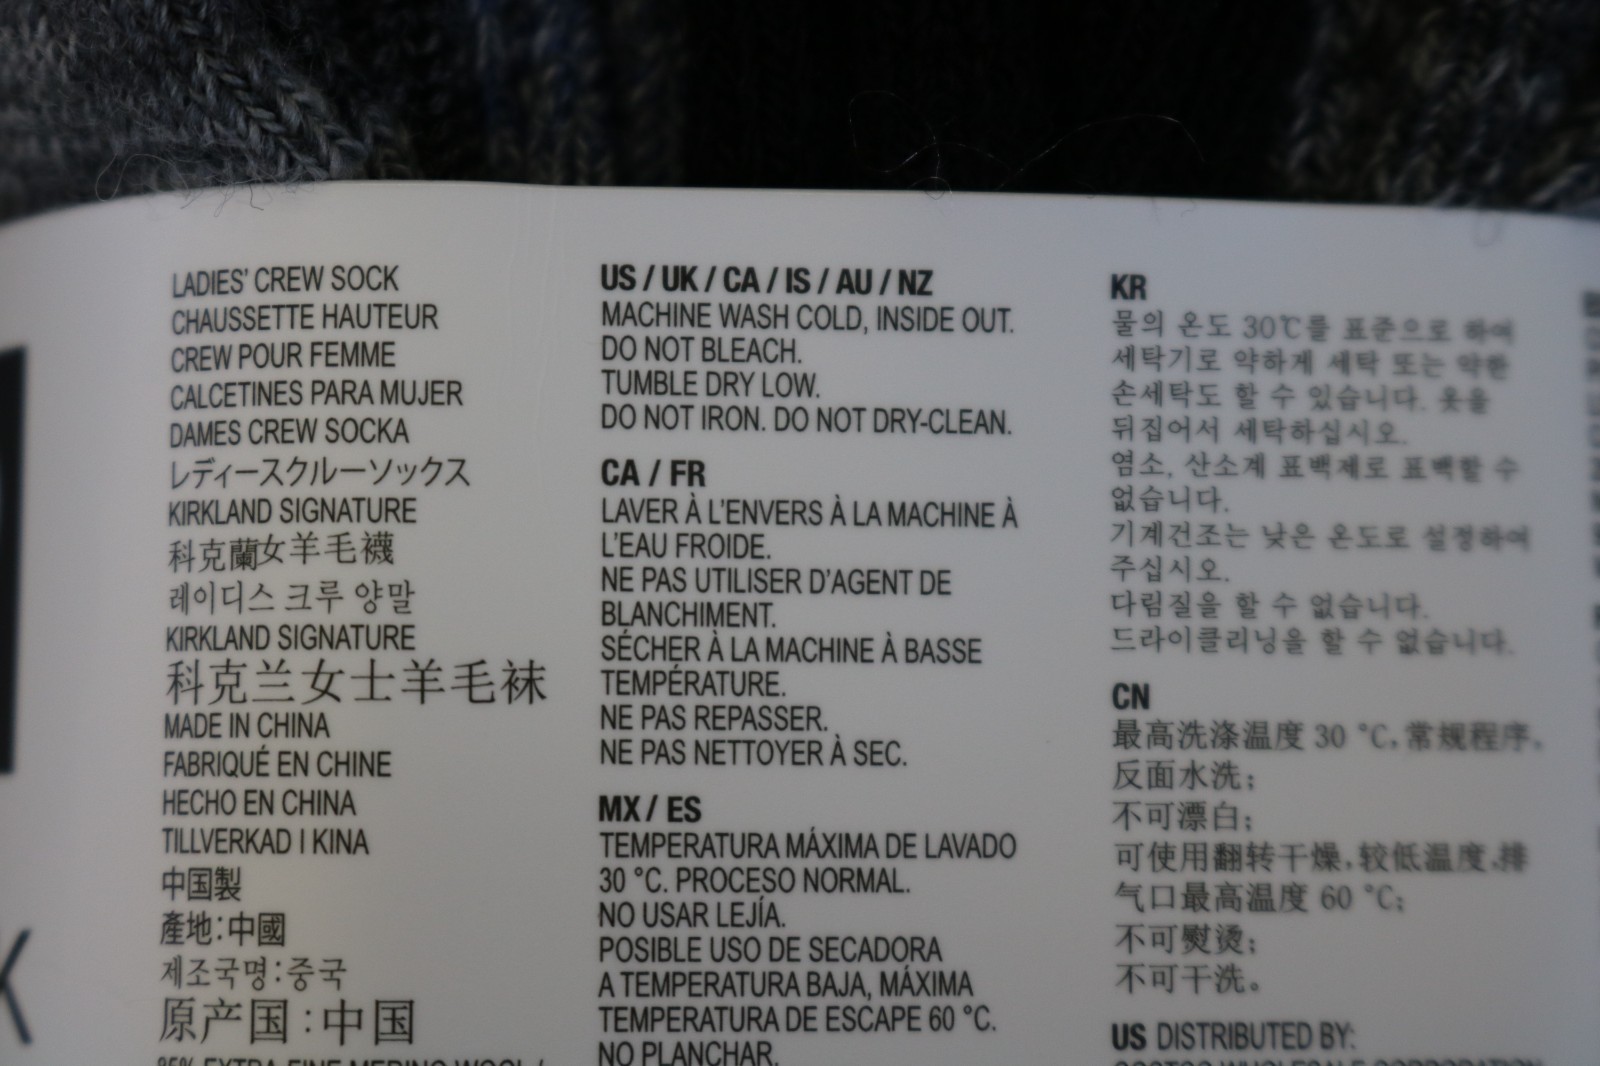 LADIES' CREW SOCK
CHAUSSETTE HAUTEUR
CREW POUR FEMME
CALCETINES PARA MUJER
DAMES CREW SOCKA
レディースクルーソックス
KIRKLAND SIGNATURE
科克蘭女羊毛襪
레이디스 크루 양말
KIRKLAND SIGNATURE
科克兰女士羊毛袜
MADE IN CHINA
FABRIQUÉ EN CHINE
HECHO EN CHINA
TILLVERKAD I KINA
中国製
產地:中國
제조국명:중국
原产国:中国
85% EXTRA-FINE MERINO WOOL /
US / UK / CA / IS / AU / NZ
MACHINE WASH COLD, INSIDE OUT.
DO NOT BLEACH.
TUMBLE DRY LOW.
DO NOT IRON. DO NOT DRY-CLEAN.
CA / FR
LAVER À L'ENVERS À LA MACHINE À
L'EAU FROIDE.
NE PAS UTILISER D'AGENT DE
BLANCHIMENT.
SÉCHER À LA MACHINE À BASSE
TEMPÉRATURE.
NE PAS REPASSER.
NE PAS NETTOYER À SEC.
MX / ES
TEMPERATURA MÁXIMA DE LAVADO
30 °C. PROCESO NORMAL.
NO USAR LEJÍA.
POSIBLE USO DE SECADORA
A TEMPERATURA BAJA, MÁXIMA
TEMPERATURA DE ESCAPE 60 °C.
NO PLANCHAR.
KR
물의 온도 30℃를 표준으로 하여
세탁기로 약하게 세탁 또는 약한
손세탁도 할 수 있습니다. 옷을
뒤집어서 세탁하십시오.
염소, 산소계 표백제로 표백할 수
없습니다.
기계건조는 낮은 온도로 설정하여
주십시오.
다림질을 할 수 없습니다.
드라이클리닝을 할 수 없습니다.
CN
最高洗涤温度 30 °C,常规程序,
反面水洗;
不可漂白;
可使用翻转干燥,较低温度,排
气口最高温度 60 °C;
不可熨烫;
不可干洗。
US DISTRIBUTED BY:
COSTCO WHOLESALE CORPORATION